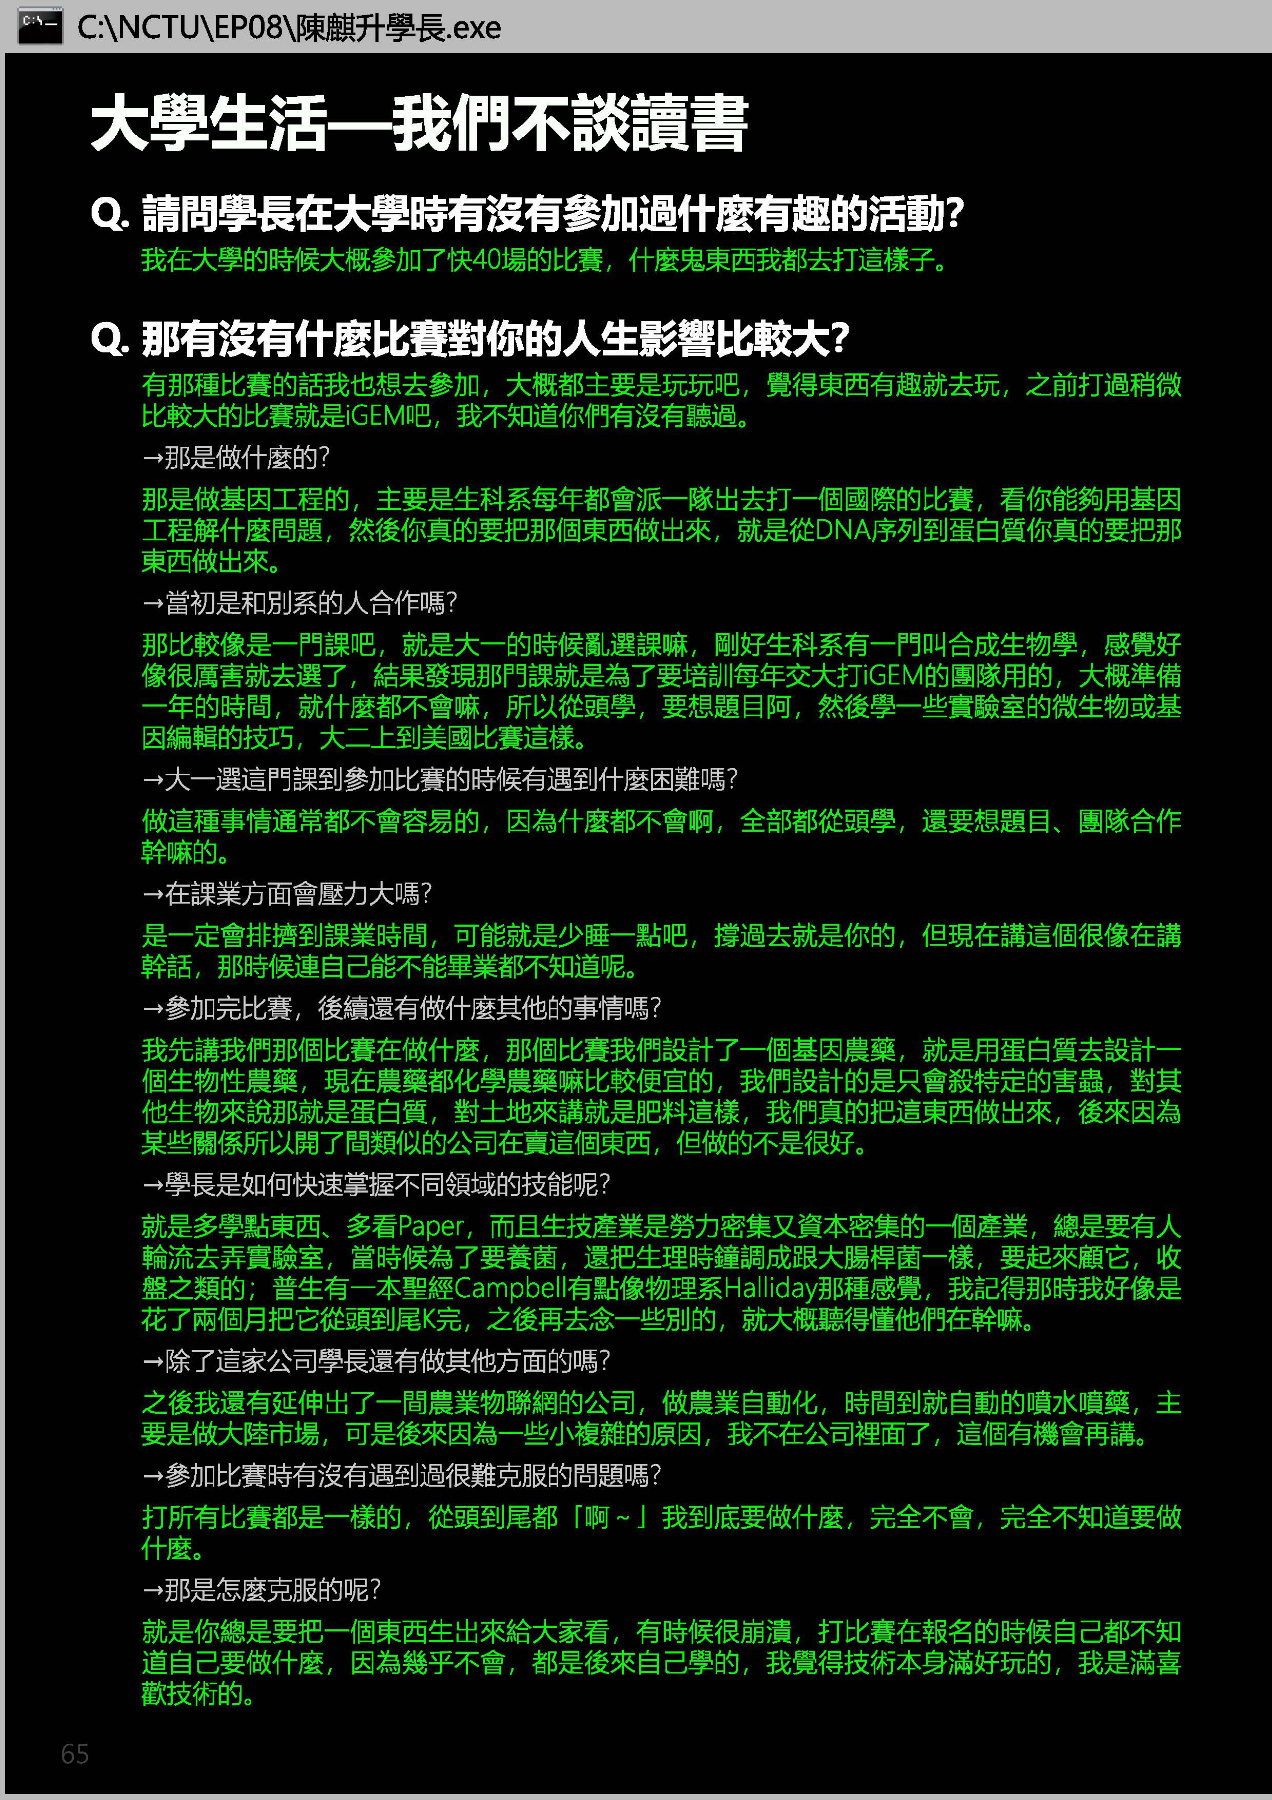 C:\NCTU\EP08\陳麒升學長.exe
大學生活—我們不談讀書
Q. 請問學長在大學時有沒有參加過什麼有趣的活動?
我在大學的時候大概參加了快40場的比賽，什麼鬼東西我都去打這樣子。
Q. 那有沒有什麼比賽對你的人生影響比較大?
有那種比賽的話我也想去參加，大概都主要是玩玩吧，覺得東西有趣就去玩，之前打過稍微
比較大的比賽就是iGEM吧，我不知道你們有沒有聽過。
→那是做什麼的?
那是做基因工程的，主要是生科系每年都會派一隊出去打一個國際的比賽，看你能夠用基因
工程解什麼問題，然後你真的要把那個東西做出來，就是從DNA序列到蛋白質你真的要把那
東西做出來。
→當初是和別系的人合作嗎?
那比較像是一門課吧，就是大一的時候亂選課嘛，剛好生科系有一門叫合成生物學，感覺好
像很厲害就去選了，結果發現那門課就是為了要培訓每年交大打iGEM的團隊用的，大概準備
一年的時間，就什麼都不會嘛，所以從頭學，要想題目阿，然後學一些實驗室的微生物或基
因編輯的技巧，大二上到美國比賽這樣。
→大一選這門課到參加比賽的時候有遇到什麼困難嗎?
做這種事情通常都不會容易的，因為什麼都不會啊，全部都從頭學，還要想題目、團隊合作
幹嘛的。
→在課業方面會壓力大嗎?
是一定會排擠到課業時間，可能就是少睡一點吧，撐過去就是你的，但現在講這個很像在講
幹話，那時候連自己能不能畢業都不知道呢。
→參加完比賽，後續還有做什麼其他的事情嗎?
我先講我們那個比賽在做什麼，那個比賽我們設計了一個基因農藥，就是用蛋白質去設計一
個生物性農藥，現在農藥都化學農藥嘛比較便宜的，我們設計的是只會殺特定的害蟲，對其
他生物來說那就是蛋白質，對土地來講就是肥料這樣，我們真的把這東西做出來，後來因為
某些關係所以開了間類似的公司在賣這個東西，但做的不是很好。
→學長是如何快速掌握不同領域的技能呢?
就是多學點東西、多看Paper，而且生技產業是勞力密集又資本密集的一個產業，總是要有人
輪流去弄實驗室，當時候為了要養菌，還把生理時鐘調成跟大腸桿菌一樣，要起來顧它，收
盤之類的；普生有一本聖經Campbell有點像物理系Halliday那種感覺，我記得那時我好像是
花了兩個月把它從頭到尾K完，之後再去念一些別的，就大概聽得懂他們在幹嘛。
→除了這家公司學長還有做其他方面的嗎?
之後我還有延伸出了一間農業物聯網的公司，做農業自動化，時間到就自動的噴水噴藥，主
要是做大陸市場，可是後來因為一些小複雜的原因，我不在公司裡面了，這個有機會再講。
→參加比賽時有沒有遇到過很難克服的問題嗎?
打所有比賽都是一樣的，從頭到尾都「啊～」我到底要做什麼，完全不會，完全不知道要做
什麼。
→那是怎麼克服的呢?
就是你總是要把一個東西生出來給大家看，有時候很崩潰，打比賽在報名的時候自己都不知
道自己要做什麼，因為幾乎不會，都是後來自己學的，我覺得技術本身滿好玩的，我是滿喜
歡技術的。
65